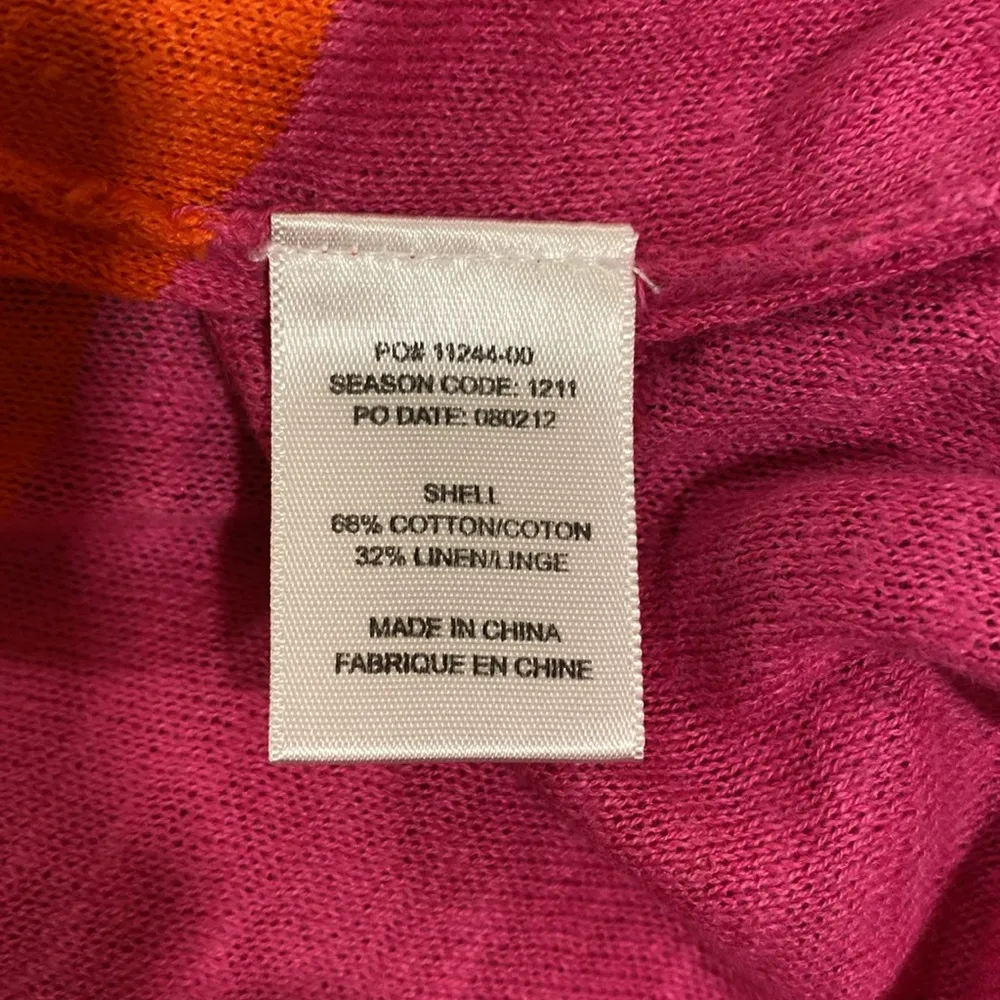 PO# 11244-00
SEASON CODE: 1211
PO DATE: 080212
SHELL
68% COTTON/COTON
32% LINEN/LINGE
MADE IN CHINA
FABRIQUE EN CHINE